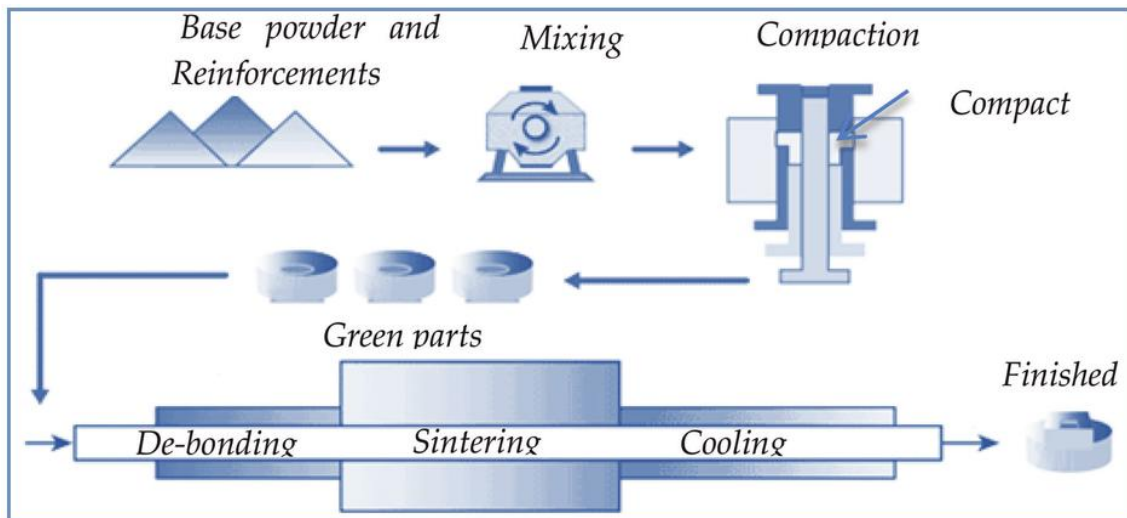 Base powder and
Reinforcements
Mixing
Compaction
Compact
Green parts
De-bonding
Sintering
Cooling
Finished